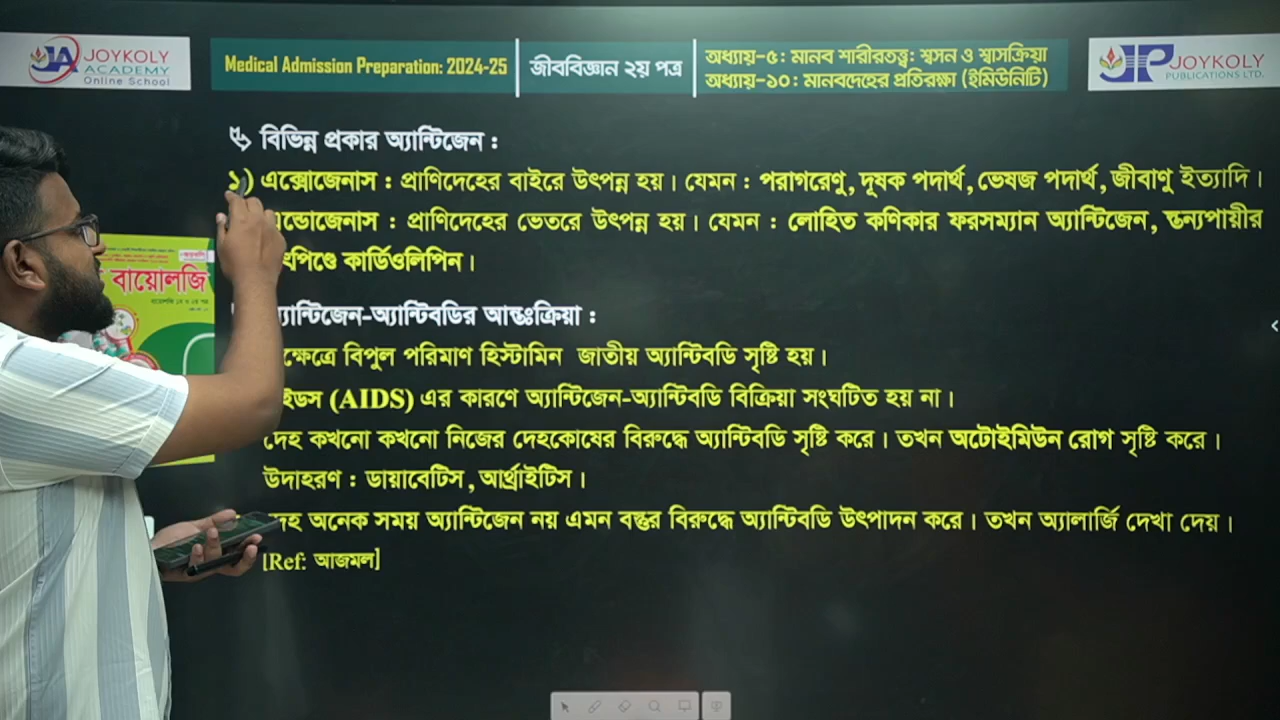 JOYKOLY
ACADEMY
Online School
Medical Admission Preparation: 2024-25
জীববিজ্ঞান ২য় পত্র
অধ্যায়-৫ : মানব শারীরতত্ত্ব: শ্বসন ও শ্বাসক্রিয়া
অধ্যায়-১০ : মানবদেহের প্রতিরক্ষা (ইমিউনিটি)
JOYKOLY
PUBLICATIONS LTD.
বিভিন্ন প্রকার অ্যান্টিজেন :
১) এক্সোজেনাস : প্রাণিদেহের বাইরে উৎপন্ন হয়। যেমন : পরাগরেণু, দূষক পদার্থ, ভেষজ পদার্থ, জীবাণু ইত্যাদি।
ন্ডোজেনাস : প্রাণিদেহের ভেতরে উৎপন্ন হয়। যেমন : লোহিত কণিকার ফরসম্যান অ্যান্টিজেন, স্তন্যপায়ীর
ৎপিণ্ডে কার্ডিওলিপিন।
্যান্টিজেন-অ্যান্টিবডির আন্তঃক্রিয়া :
ক্ষেত্রে বিপুল পরিমাণ হিস্টামিন জাতীয় অ্যান্টিবডি সৃষ্টি হয়।
ইডস (AIDS) এর কারণে অ্যান্টিজেন-অ্যান্টিবডি বিক্রিয়া সংঘটিত হয় না।
দেহ কখনো কখনো নিজের দেহকোষের বিরুদ্ধে অ্যান্টিবডি সৃষ্টি করে। তখন অটোইমিউন রোগ সৃষ্টি করে।
উদাহরণ : ডায়াবেটিস, আর্থ্রাইটিস।
দেহ অনেক সময় অ্যান্টিজেন নয় এমন বস্তুর বিরুদ্ধে অ্যান্টিবডি উৎপাদন করে। তখন অ্যালার্জি দেখা দেয়।
[Ref: আজমল]
বায়োলজি